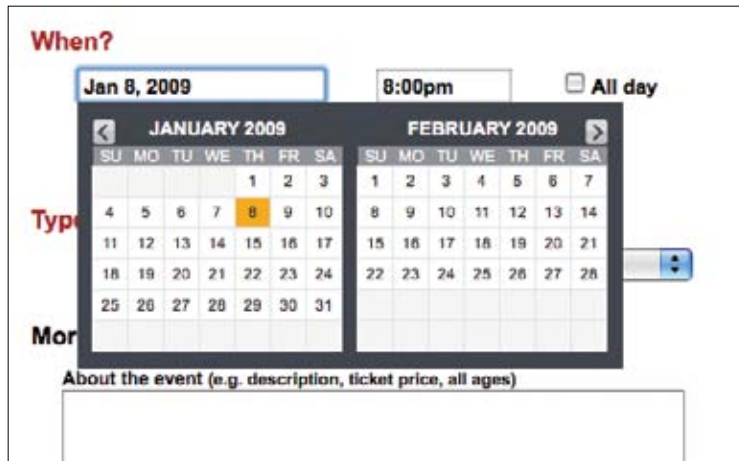 When?
Jan 8, 2009 8:00pm All day
JANUARY 2009 FEBRUARY 2009
SU MO TU WE TH FR SA SU MO TU WE TH FR SA
1 2 3 1 2 3 4 5 6 7
4 5 6 7 8 9 10 8 9 10 11 12 13 14
11 12 13 14 15 16 17 15 16 17 18 19 20 21
18 19 20 21 22 23 24 22 23 24 25 26 27 28
25 26 27 28 29 30 31
Typ
Mor
About the event (e.g. description, ticket price, all ages)